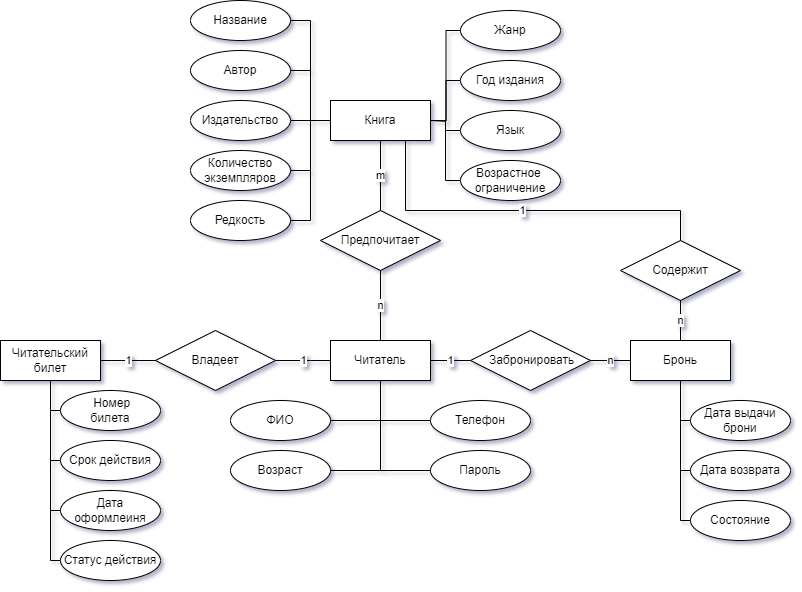 Название
Жанр
Автор
Год издания
Издательство
Книга
Язык
Количество
экземпляров
Возрастное
ограничение
Редкость
m
1
Предпочитает
Содержит
n
n
Читательский
билет
1
Владеет
1
Читатель
1
Забронировать
n
Бронь
Номер
билета
ФИО
Телефон
Дата выдачи
брони
Срок действия
Возраст
Пароль
Дата возврата
Дата
оформлеиня
Состояние
Статус действия